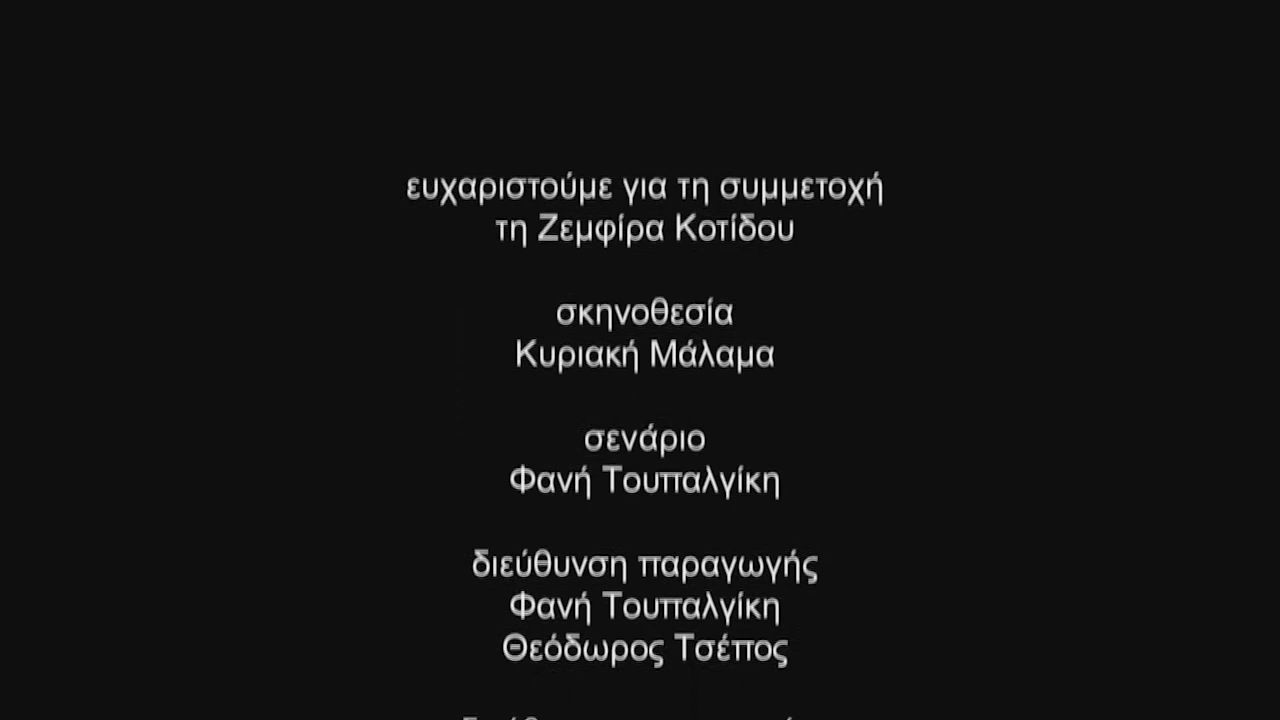 ευχαριστούμε για τη συμμετοχή
τη Ζεμφίρα Κοτίδου
σκηνοθεσία
Κυριακή Μάλαμα
σενάριο
Φανή Τουπαλγίκη
διεύθυνση παραγωγής
Φανή Τουπαλγίκη
Θεόδωρος Τσέπος